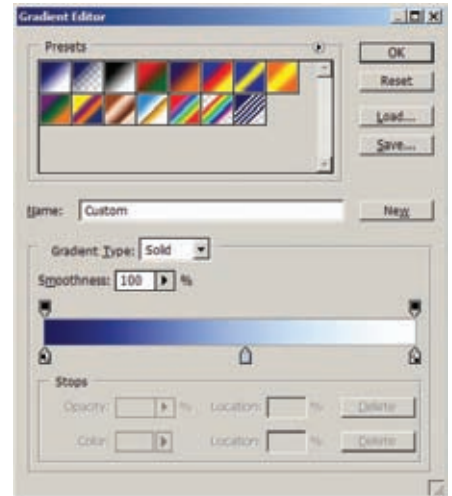 Gradient Editor
Presets
OK
Reset
Load...
Save...
Name: Custom
New
Gradient Type: Solid
Smoothness: 100 %
Stops
Opacity: % Location: % Delete
Color: Location: % Delete